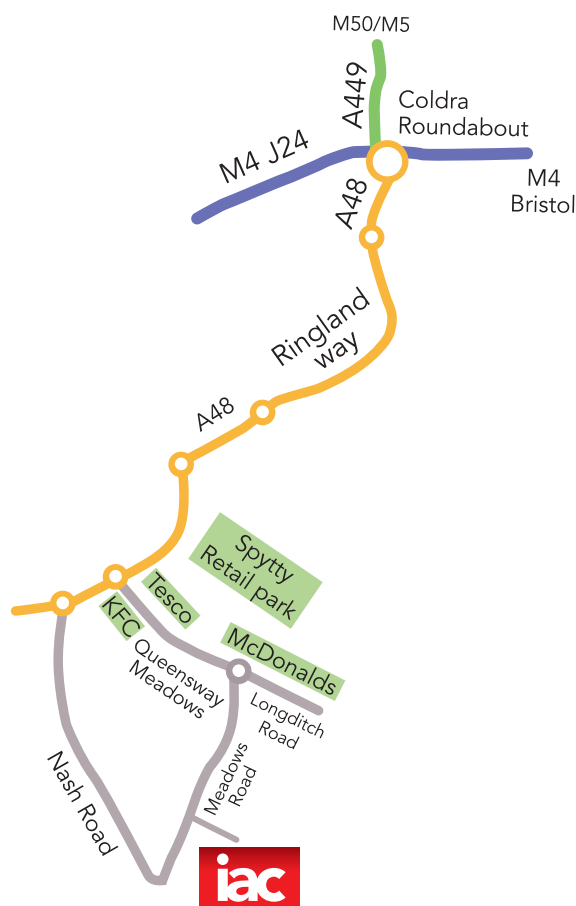 M50/M5
A449
Coldra
Roundabout
M4 J24
M4
Bristol
A48
Ringland
way
A48
Spytty
Retail park
Tesco
KFC
McDonalds
Queensway
Meadows
Longditch
Road
Meadows
Road
Nash Road
iac